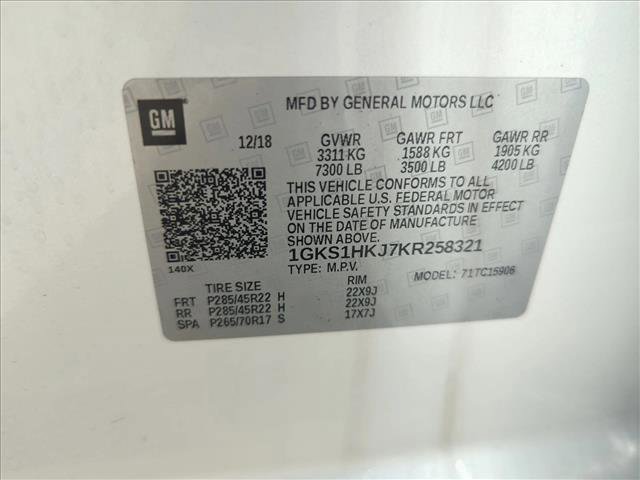 GM
MFD BY GENERAL MOTORS LLC
12/18 GVWR GAWR FRT GAWR RR
3311 KG 1588 KG 1905 KG
7300 LB 3500 LB 4200 LB
THIS VEHICLE CONFORMS TO ALL
APPLICABLE U.S. FEDERAL MOTOR
VEHICLE SAFETY STANDARDS IN EFFECT
ON THE DATE OF MANUFACTURE
SHOWN ABOVE.
1GKS1HKJ7KR258321
140X TYPE: M.P.V. MODEL: 71TC15906
TIRE SIZE RIM
FRT P285/45R22 H 22X9J
RR P285/45R22 H 22X9J
SPA P265/70R17 S 17X7J